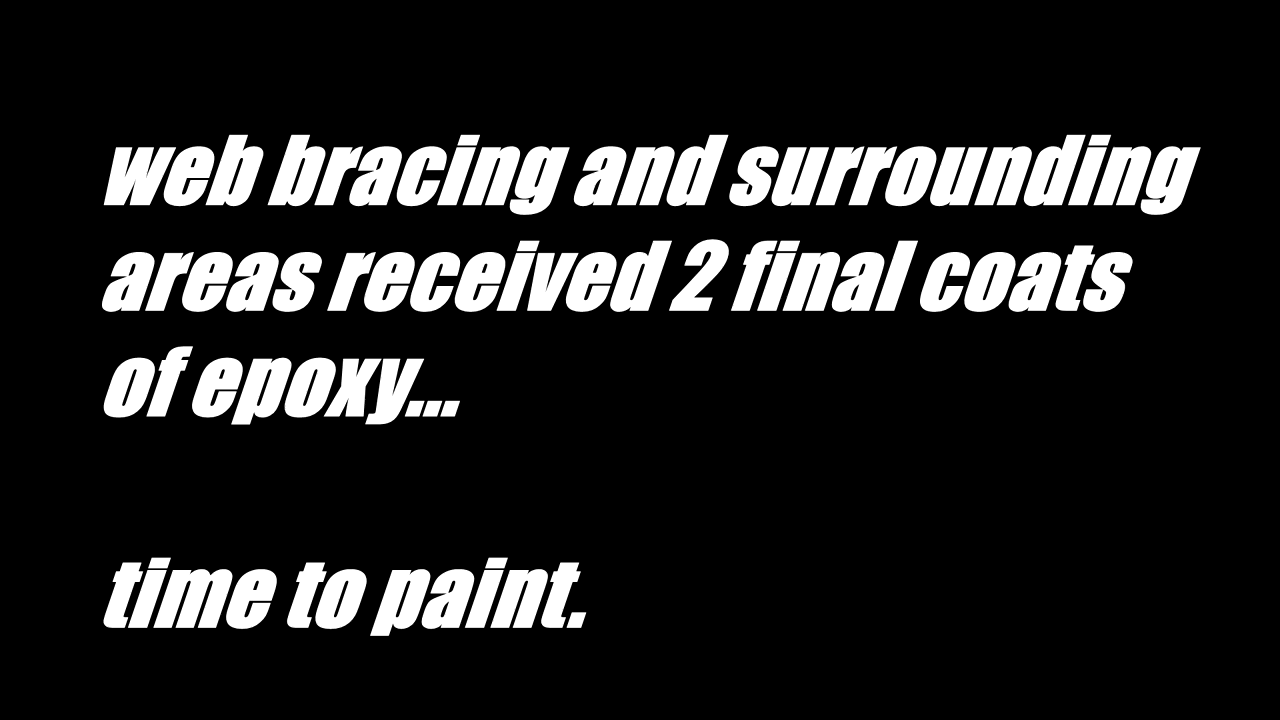 web bracing and surrounding
areas received 2 final coats
of epoxy...
time to paint.